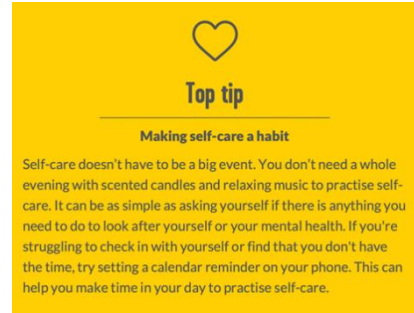 Top tip
Making self-care a habit
Self-care doesn't have to be a big event. You don't need a whole
evening with scented candles and relaxing music to practise self-
care. It can be as simple as asking yourself if there is anything you
need to do to look after yourself or your mental health. If you're
struggling to check in with yourself or find that you don't have
the time, try setting a calendar reminder on your phone. This can
help you make time in your day to practise self-care.